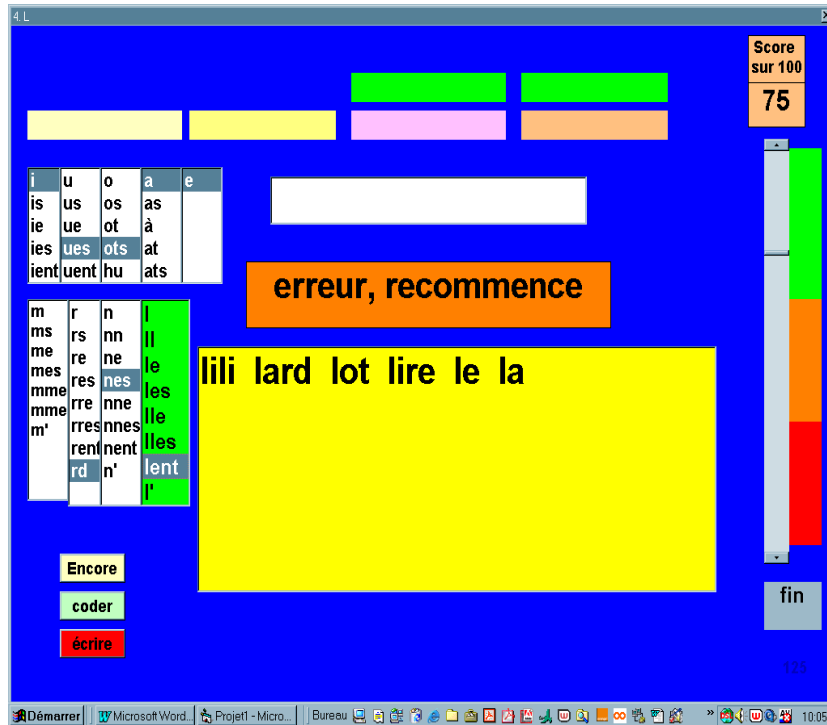 4. L
Score
sur 100
75
i u o a e
is us os as
ie ue ot à
ies ues ots at
ient uent hu ats
erreur, recommence
m r n l
ms rs nn ll
me re ne le
mes res nes les
mme rre nne lle
mme rres nnes lles
m' rent nent lent
rd n' l'
lili lard lot lire le la
Encore
coder
écrire
fin
125
Démarrer Microsoft Word... Projet1 - Micro... Bureau » 10:05